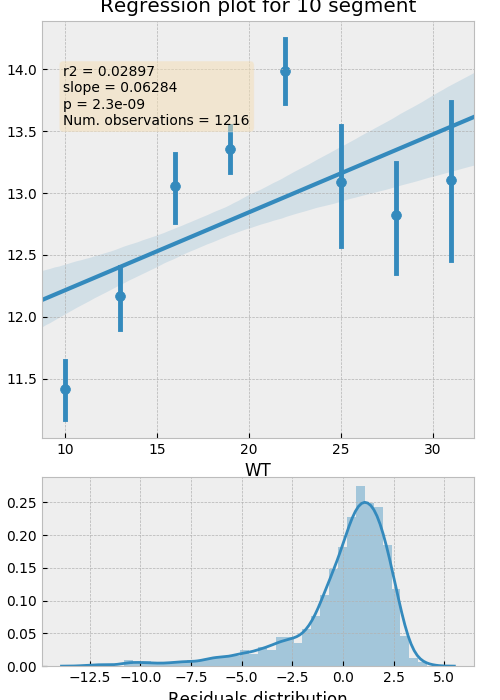 Regression plot for 10 segment
r2 = 0.02897
slope = 0.06284
p = 2.3e-09
Num. observations = 1216
14.0
13.5
13.0
12.5
12.0
11.5
10 15 20 25 30
WT
0.25
0.20
0.15
0.10
0.05
0.00
−12.5 −10.0 −7.5 −5.0 −2.5 0.0 2.5 5.0
Residuals distribution